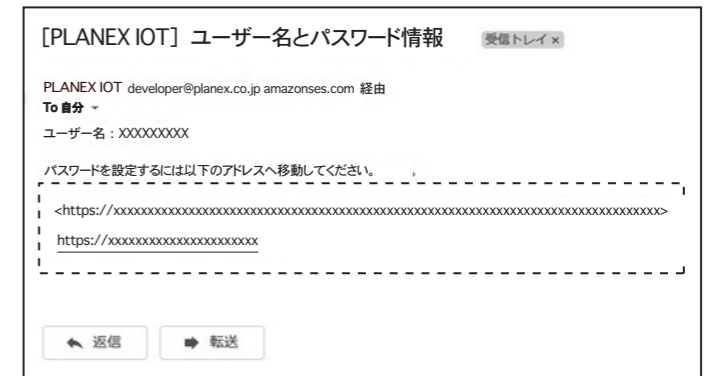 [PLANEX IOT] ユーザー名とパスワード情報 受信トレイ ×
PLANEX IOT developer@planex.co.jp amazonses.com 経由
To 自分
ユーザー名：XXXXXXXXX
パスワードを設定するには以下のアドレスへ移動してください。
<https://xxxxxxxxxxxxxxxxxxxxxxxxxxxxxxxxxxxxxxxxxxxxxxxxxxxxxxxxxxxxxxxxxxxxxxxxxxxxxxxx>
https://xxxxxxxxxxxxxxxxxxxxxx
返信 転送